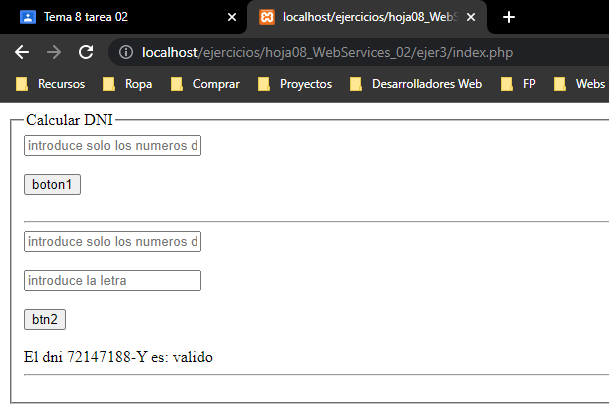 Tema 8 tarea 02
localhost/ejercicios/hoja08_WebS
localhost/ejercicios/hoja08_WebServices_02/ejer3/index.php
Recursos Ropa Comprar Proyectos Desarrolladores Web FP Webs
Calcular DNI
introduce solo los numeros d
boton1
introduce solo los numeros d
introduce la letra
btn2
El dni 72147188-Y es: valido